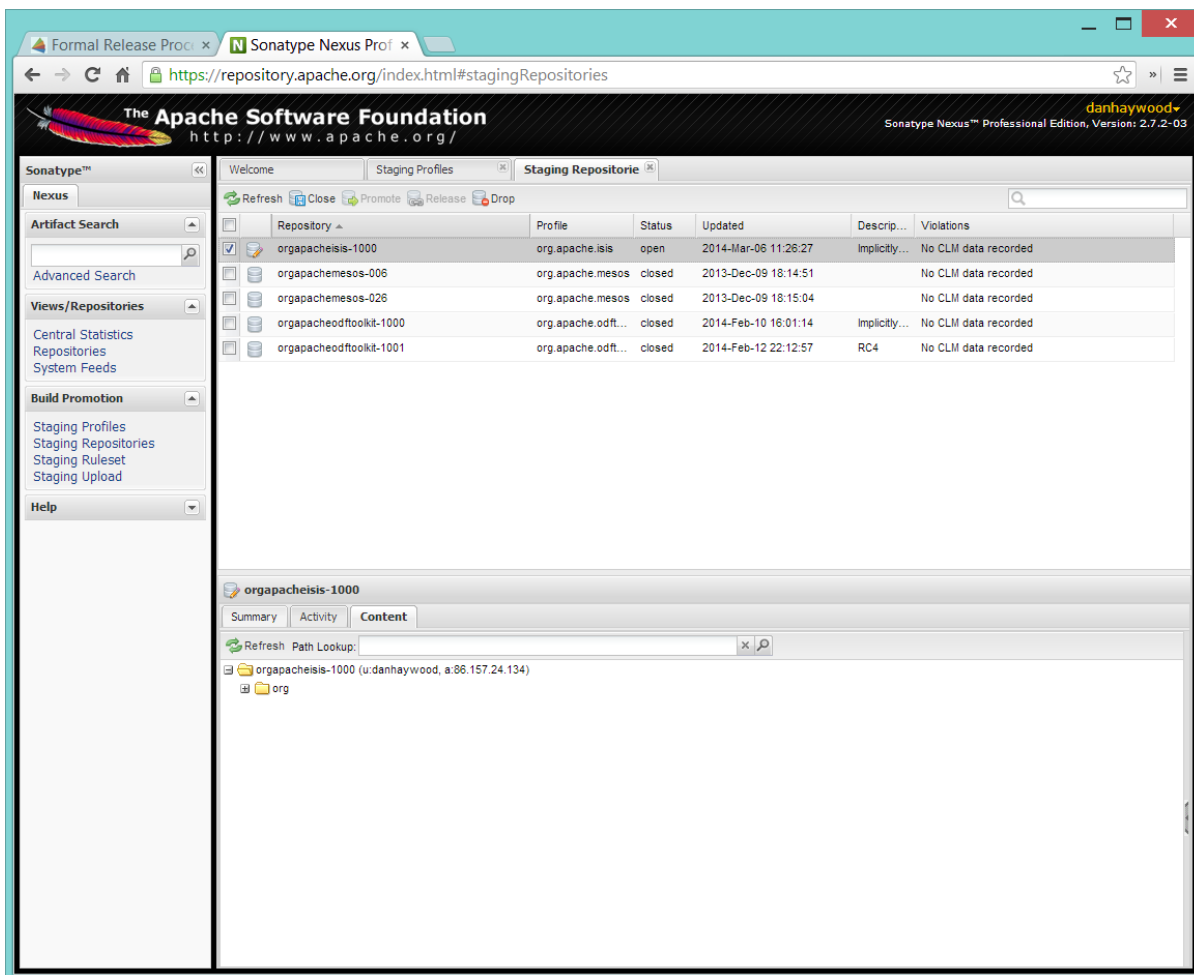 Formal Release Proc × N Sonatype Nexus Prof ×
https://repository.apache.org/index.html#stagingRepositories »
The Apache Software Foundation
http://www.apache.org/
danhaywood
Sonatype Nexus™ Professional Edition, Version: 2.7.2-03
Sonatype™ «
Nexus
Artifact Search
Advanced Search
Views/Repositories
Central Statistics
Repositories
System Feeds
Build Promotion
Staging Profiles
Staging Repositories
Staging Ruleset
Staging Upload
Help
Welcome Staging Profiles Staging Repositorie
Refresh Close Promote Release Drop
Repository Profile Status Updated Descrip... Violations
orgapacheisis-1000 org.apache.isis open 2014-Mar-06 11:26:27 Implicitly... No CLM data recorded
orgapachemesos-006 org.apache.mesos closed 2013-Dec-09 18:14:51 No CLM data recorded
orgapachemesos-026 org.apache.mesos closed 2013-Dec-09 18:15:04 No CLM data recorded
orgapacheodftoolkit-1000 org.apache.odft... closed 2014-Feb-10 16:01:14 Implicitly... No CLM data recorded
orgapacheodftoolkit-1001 org.apache.odft... closed 2014-Feb-12 22:12:57 RC4 No CLM data recorded
orgapacheisis-1000
Summary Activity Content
Refresh Path Lookup:
orgapacheisis-1000 (u:danhaywood, a:86.157.24.134)
org